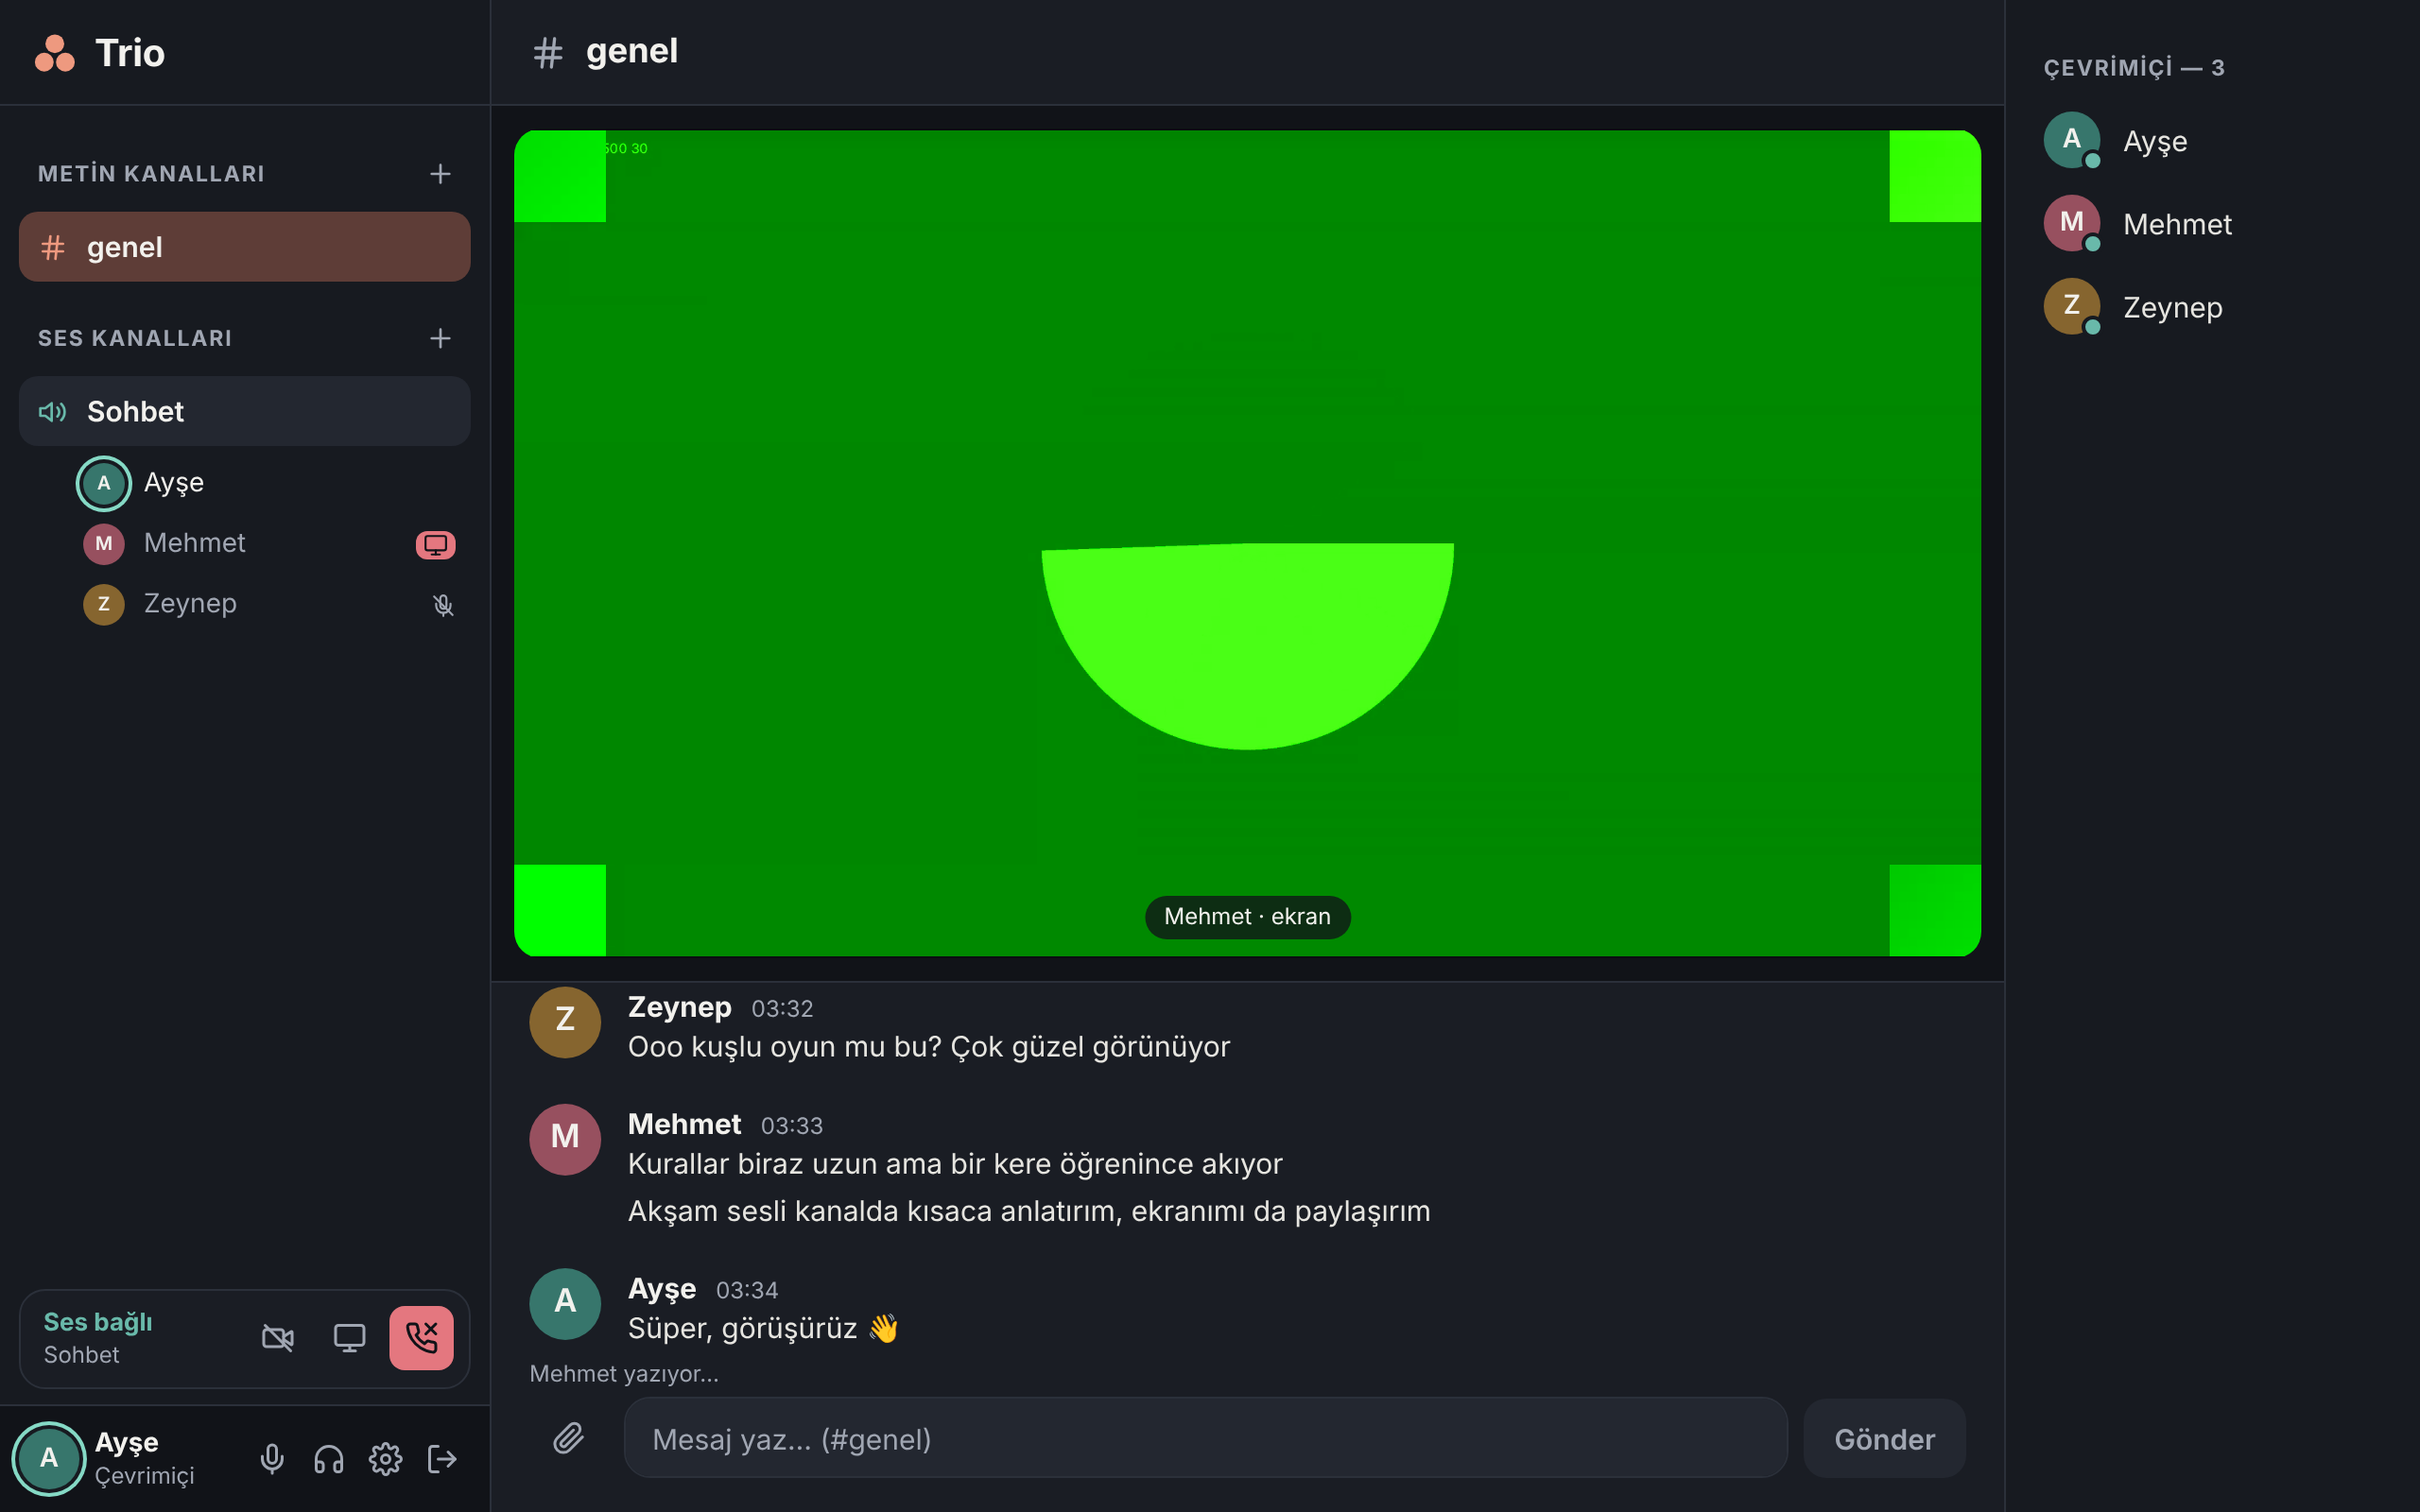 Trio
METİN KANALLARI
genel
SES KANALLARI
Sohbet
A Ayşe
M Mehmet
Z Zeynep
Ses bağlı
Sohbet
A Ayşe
Çevrimiçi
# genel
30
Mehmet · ekran
Z Zeynep 03:32
Ooo kuşlu oyun mu bu? Çok güzel görünüyor
M Mehmet 03:33
Kurallar biraz uzun ama bir kere öğrenince akıyor
Akşam sesli kanalda kısaca anlatırım, ekranımı da paylaşırım
A Ayşe 03:34
Süper, görüşürüz 👋
Mehmet yazıyor...
Mesaj yaz... (#genel)
Gönder
ÇEVRİMİÇİ — 3
A Ayşe
M Mehmet
Z Zeynep